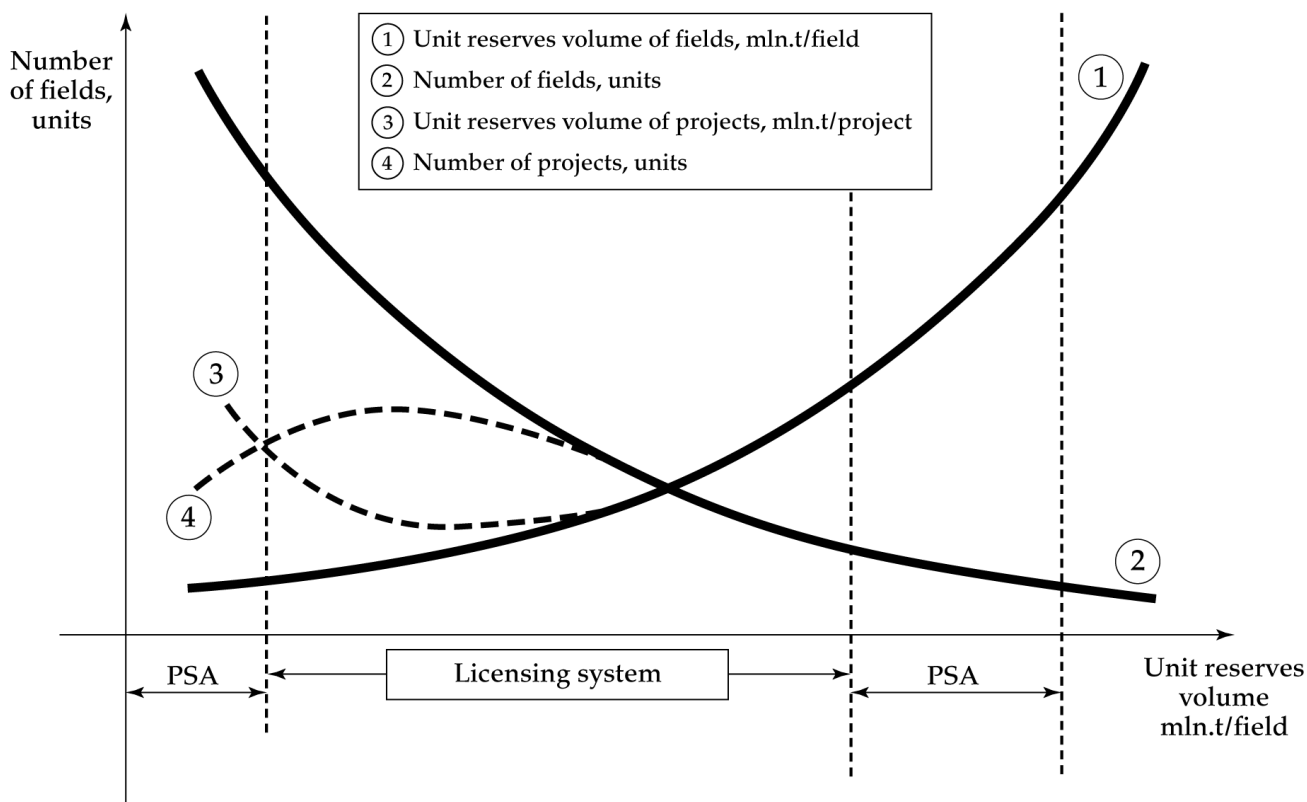 Number
of fields,
units
1 Unit reserves volume of fields, mln.t/field
2 Number of fields, units
3 Unit reserves volume of projects, mln.t/project
4 Number of projects, units
1
3
4
2
PSA
Licensing system
PSA
Unit reserves
volume
mln.t/field